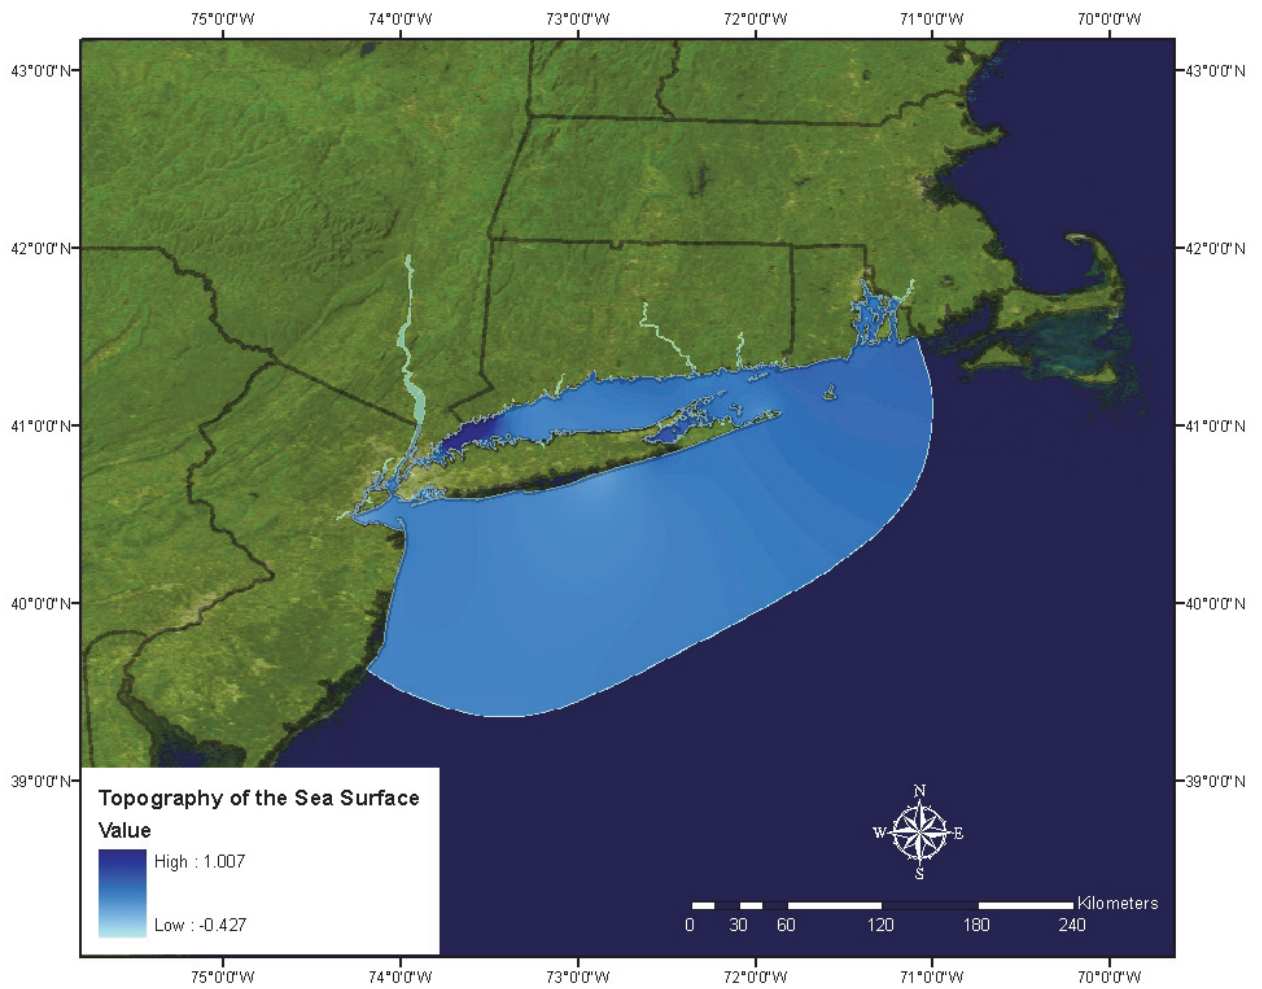 75°0'0"W 74°0'0"W 73°0'0"W 72°0'0"W 71°0'0"W 70°0'0"W
43°0'0"N 43°0'0"N
42°0'0"N 42°0'0"N
41°0'0"N 41°0'0"N
40°0'0"N 40°0'0"N
39°0'0"N 39°0'0"N
Topography of the Sea Surface
Value
High : 1.007
Low : -0.427
N
W E
S
Kilometers
0 30 60 120 180 240
75°0'0"W 74°0'0"W 73°0'0"W 72°0'0"W 71°0'0"W 70°0'0"W